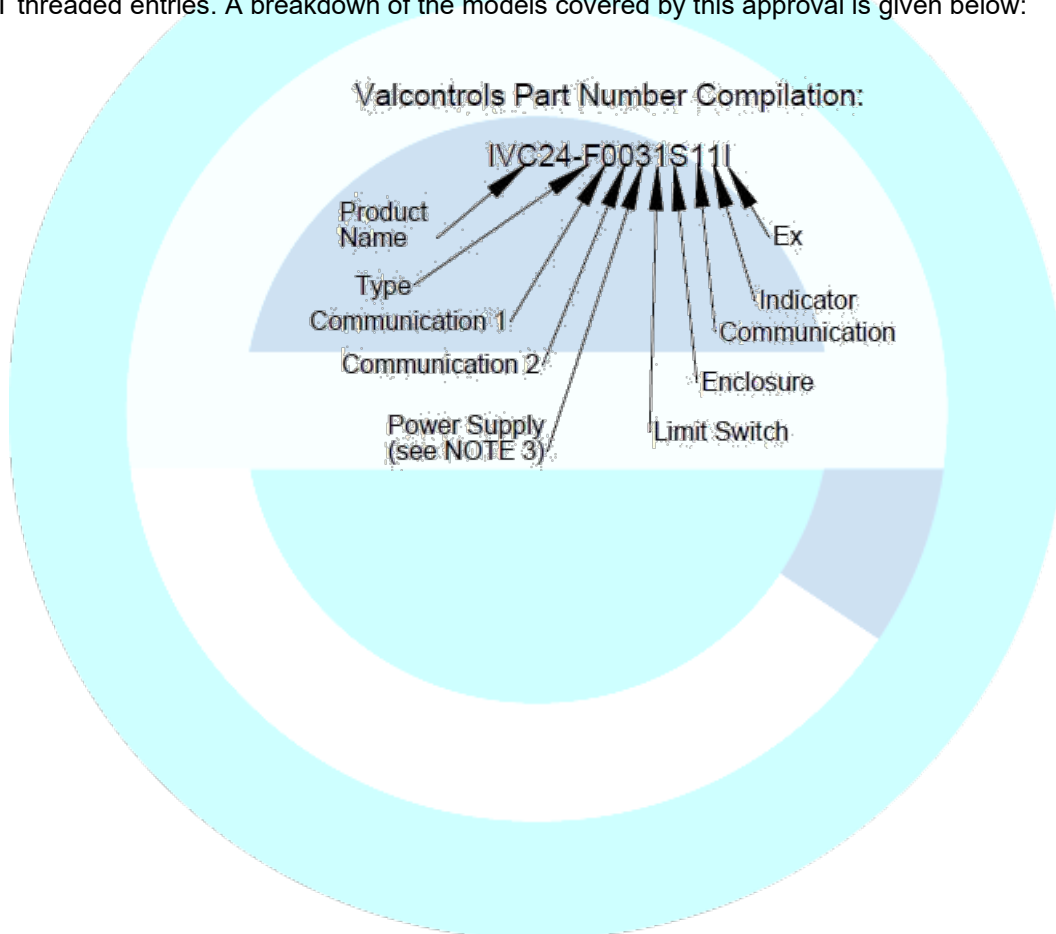 threaded entries. A breakdown of the models covered by this approval is given below:
Valcontrols Part Number Compilation:
IVC24-F0031S11I
Product
Name
Ex
Type
Indicator
Communication 1
Communication
Communication 2
Enclosure
Power Supply
(see NOTE 3)
Limit Switch